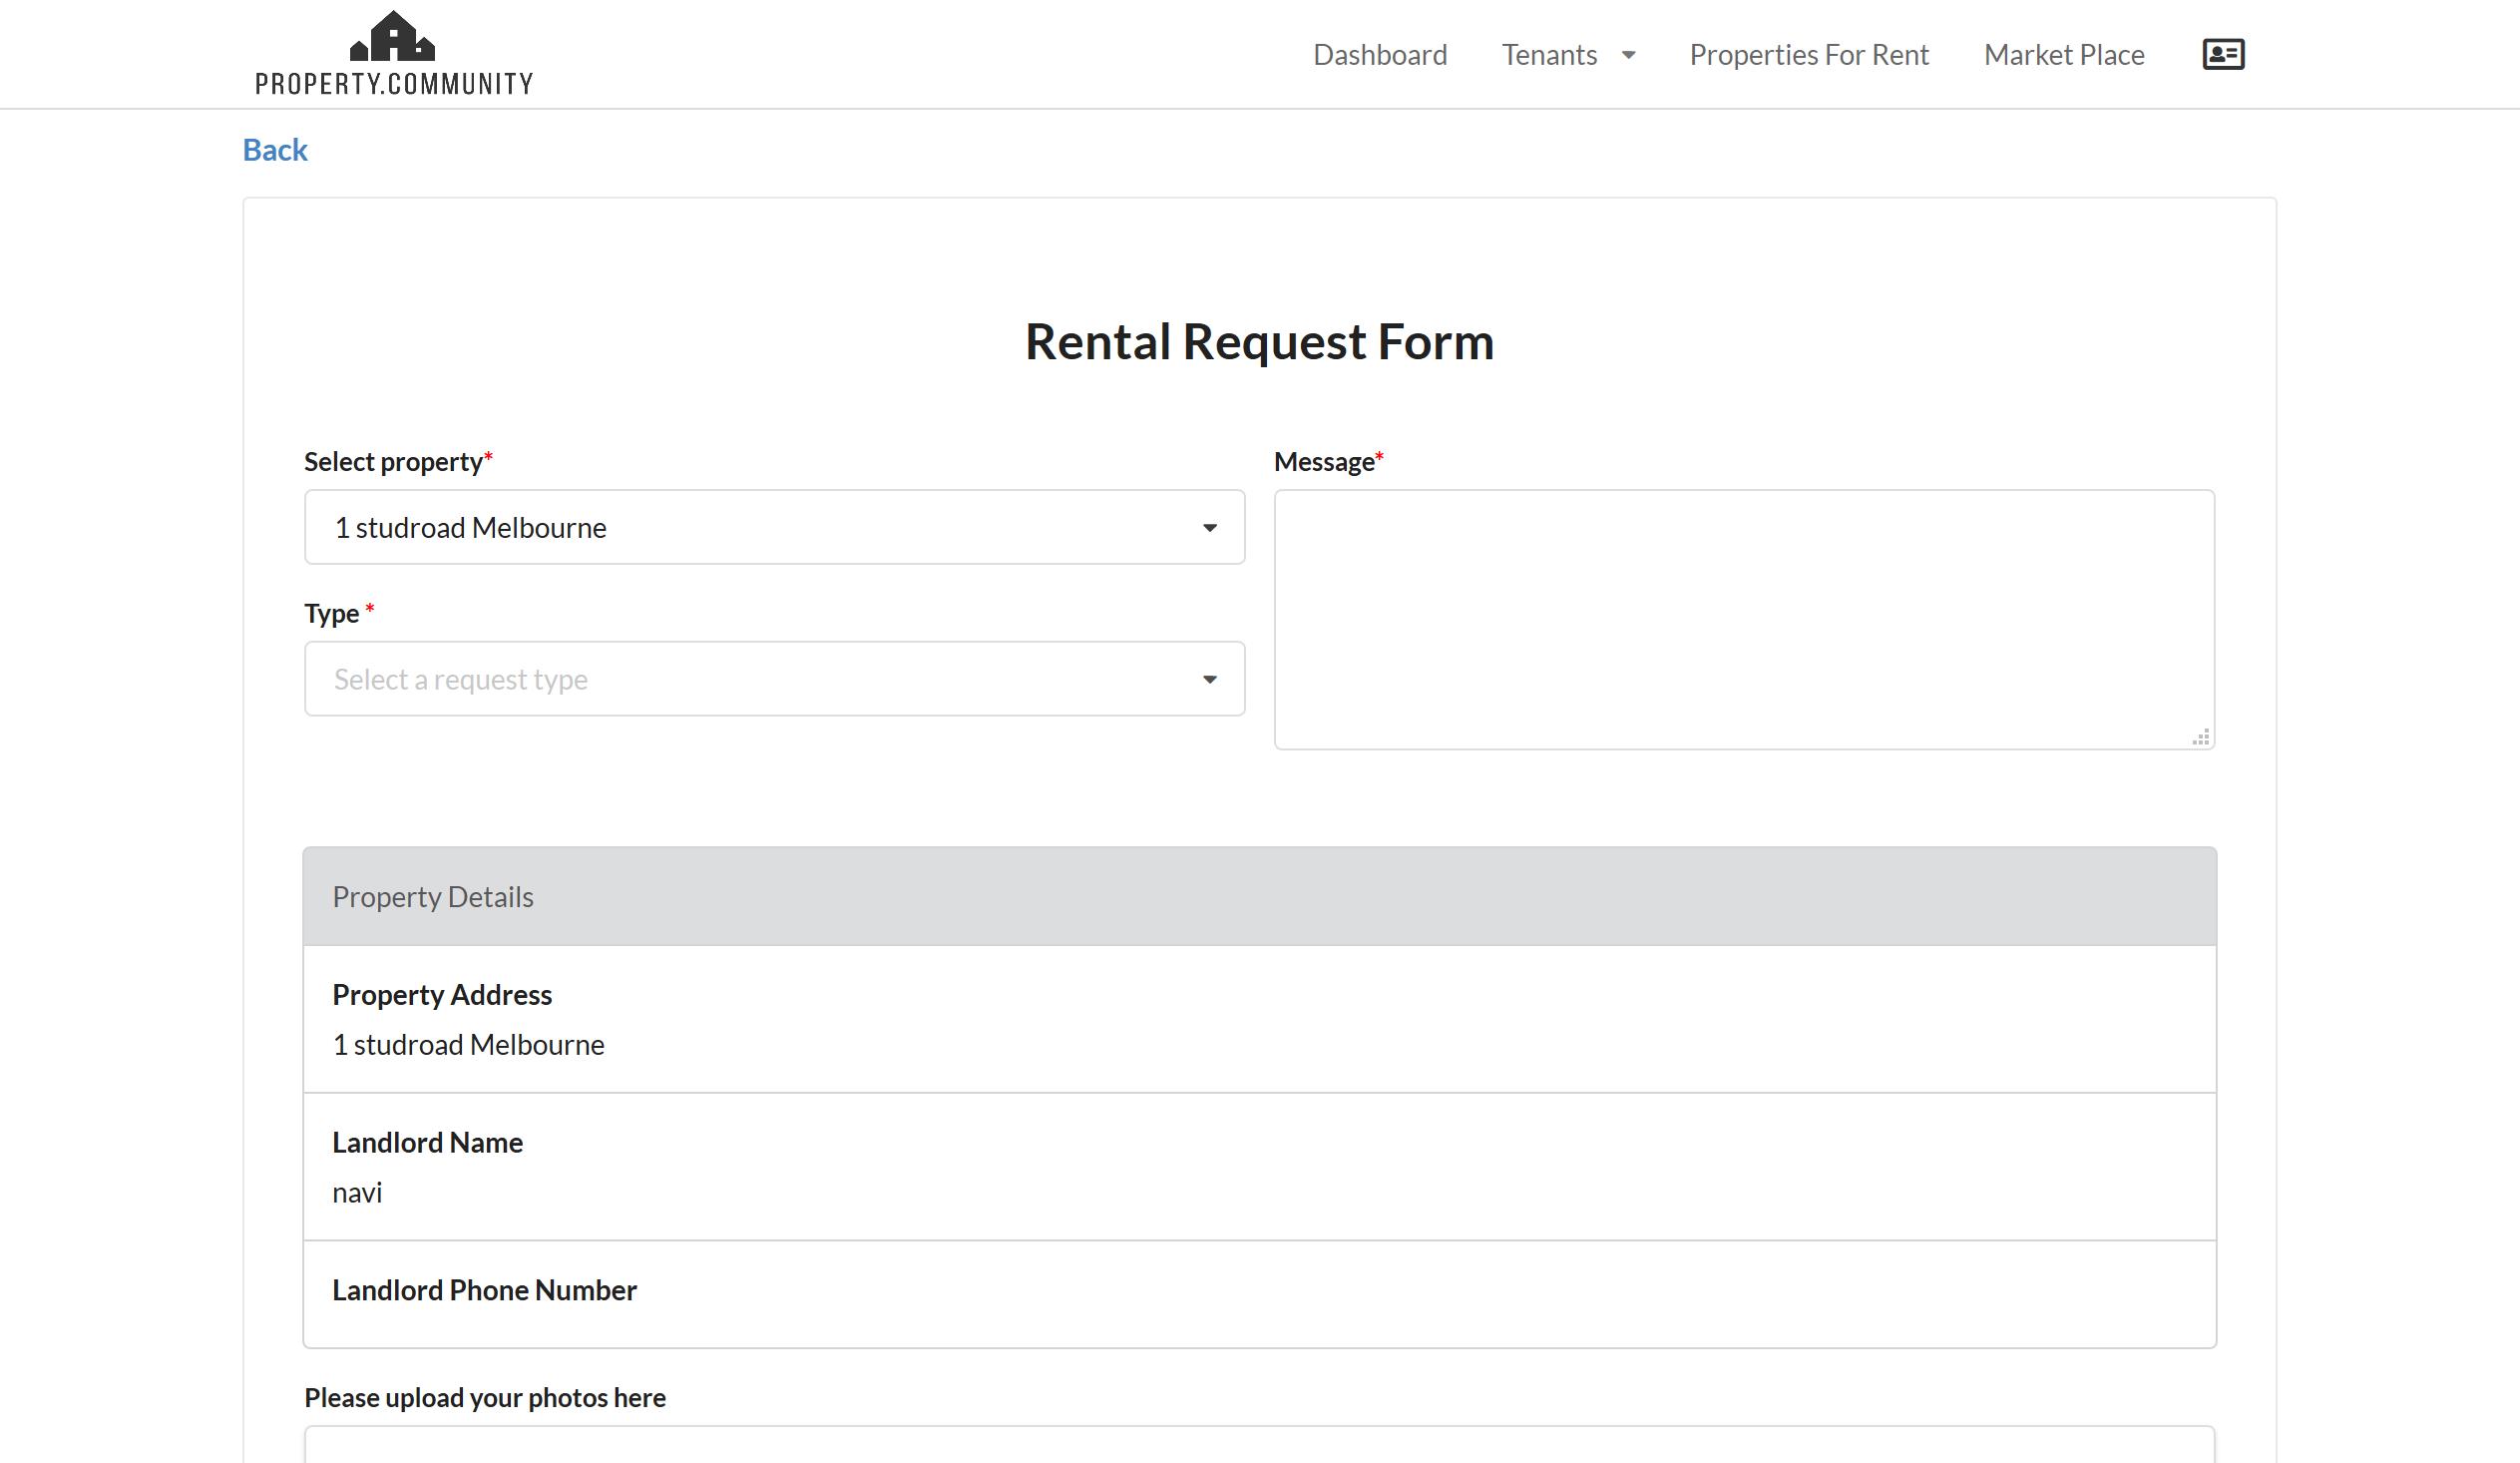 PROPERTY.COMMUNITY
Dashboard Tenants Properties For Rent Market Place
Back
Rental Request Form
Select property*
1 studroad Melbourne
Type *
Select a request type
Message*
Property Details
Property Address
1 studroad Melbourne
Landlord Name
navi
Landlord Phone Number
Please upload your photos here